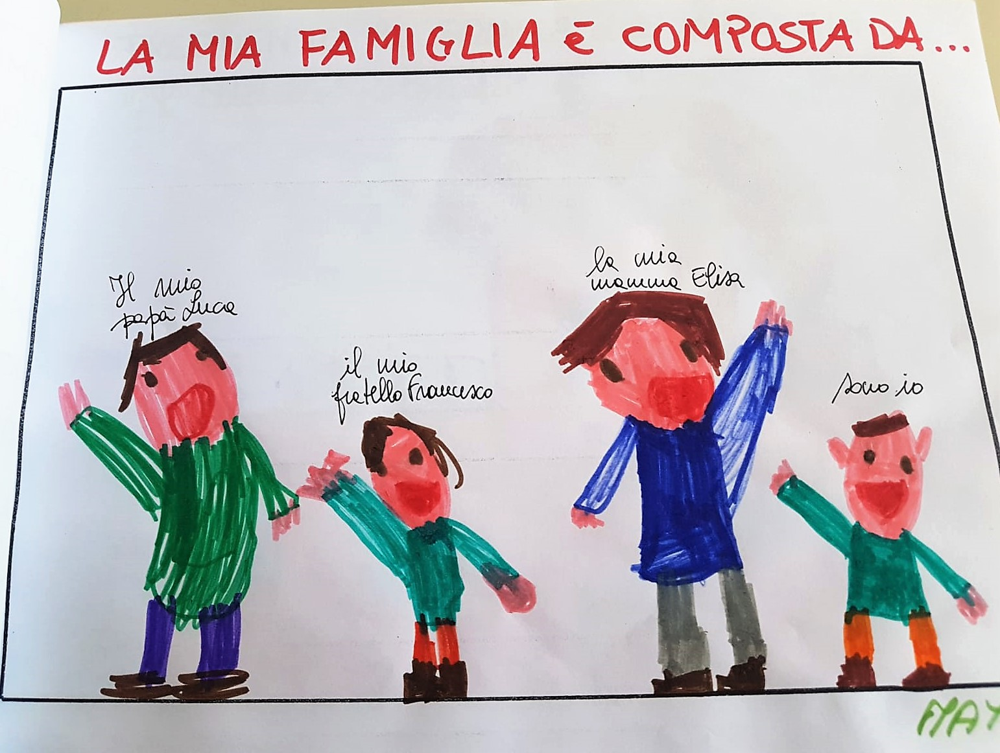 LA MIA FAMIGLIA è COMPOSTA DA...
Il mio
papà Luca
il mio
fratello Francesco
la mia
mamma Elisa
sono io